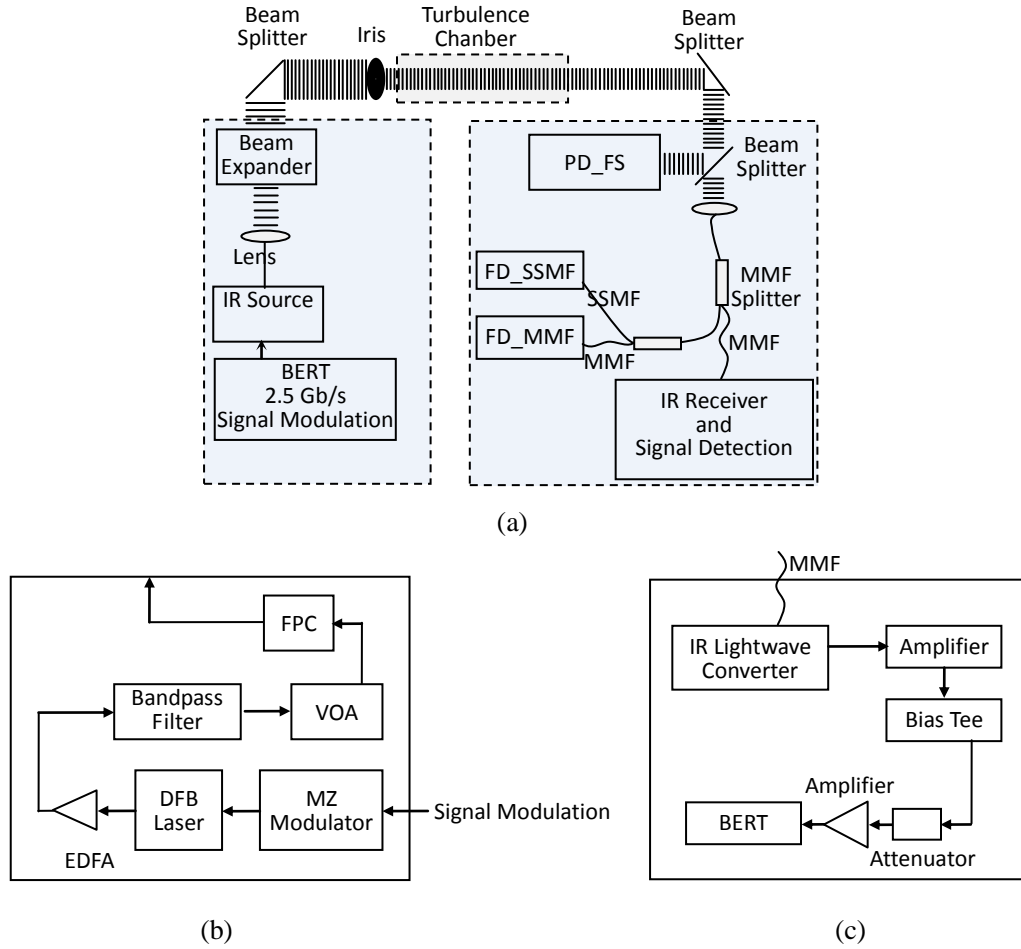 Beam
Splitter
Iris
Turbulence
Chanber
Beam
Splitter
Beam
Expander
Lens
IR Source
BERT
2.5 Gb/s
Signal Modulation
PD_FS
Beam
Splitter
FD_SSMF
SSMF
FD_MMF
MMF
MMF
Splitter
MMF
IR Receiver
and
Signal Detection
(a)
FPC
Bandpass
Filter
VOA
DFB
Laser
MZ
Modulator
Signal Modulation
EDFA
(b)
MMF
IR Lightwave
Converter
Amplifier
Bias Tee
Amplifier
BERT
Attenuator
(c)